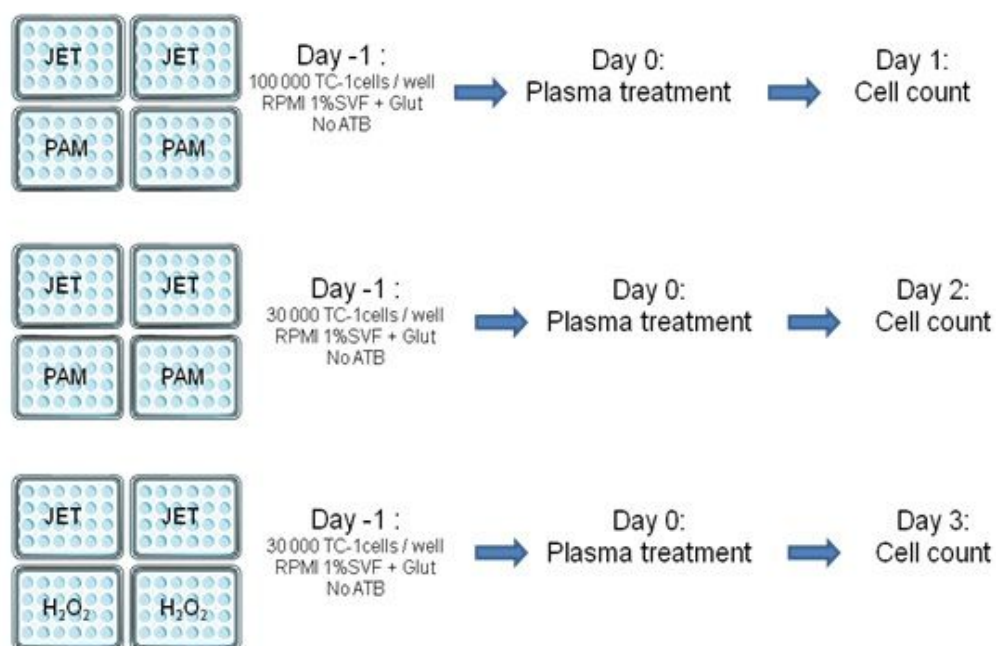 JET JET
PAM PAM
Day -1 :
100 000 TC-1cells / well
RPMI 1%SVF + Glut
No ATB
Day 0:
Plasma treatment
Day 1:
Cell count
JET JET
PAM PAM
Day -1 :
30 000 TC-1cells / well
RPMI 1%SVF + Glut
No ATB
Day 0:
Plasma treatment
Day 2:
Cell count
JET JET
H₂O₂ H₂O₂
Day -1 :
30 000 TC-1cells / well
RPMI 1%SVF + Glut
No ATB
Day 0:
Plasma treatment
Day 3:
Cell count